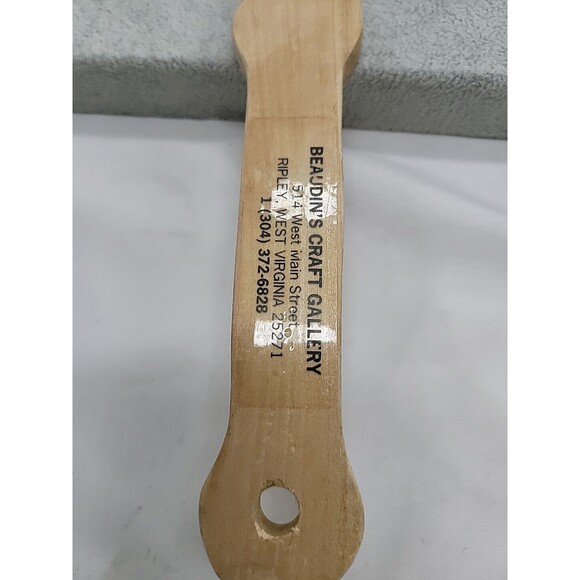 BEAUDIN'S CRAFT GALLERY
514 West Main Street
RIPLEY, WEST VIRGINIA 25271
1 (304) 372-6828